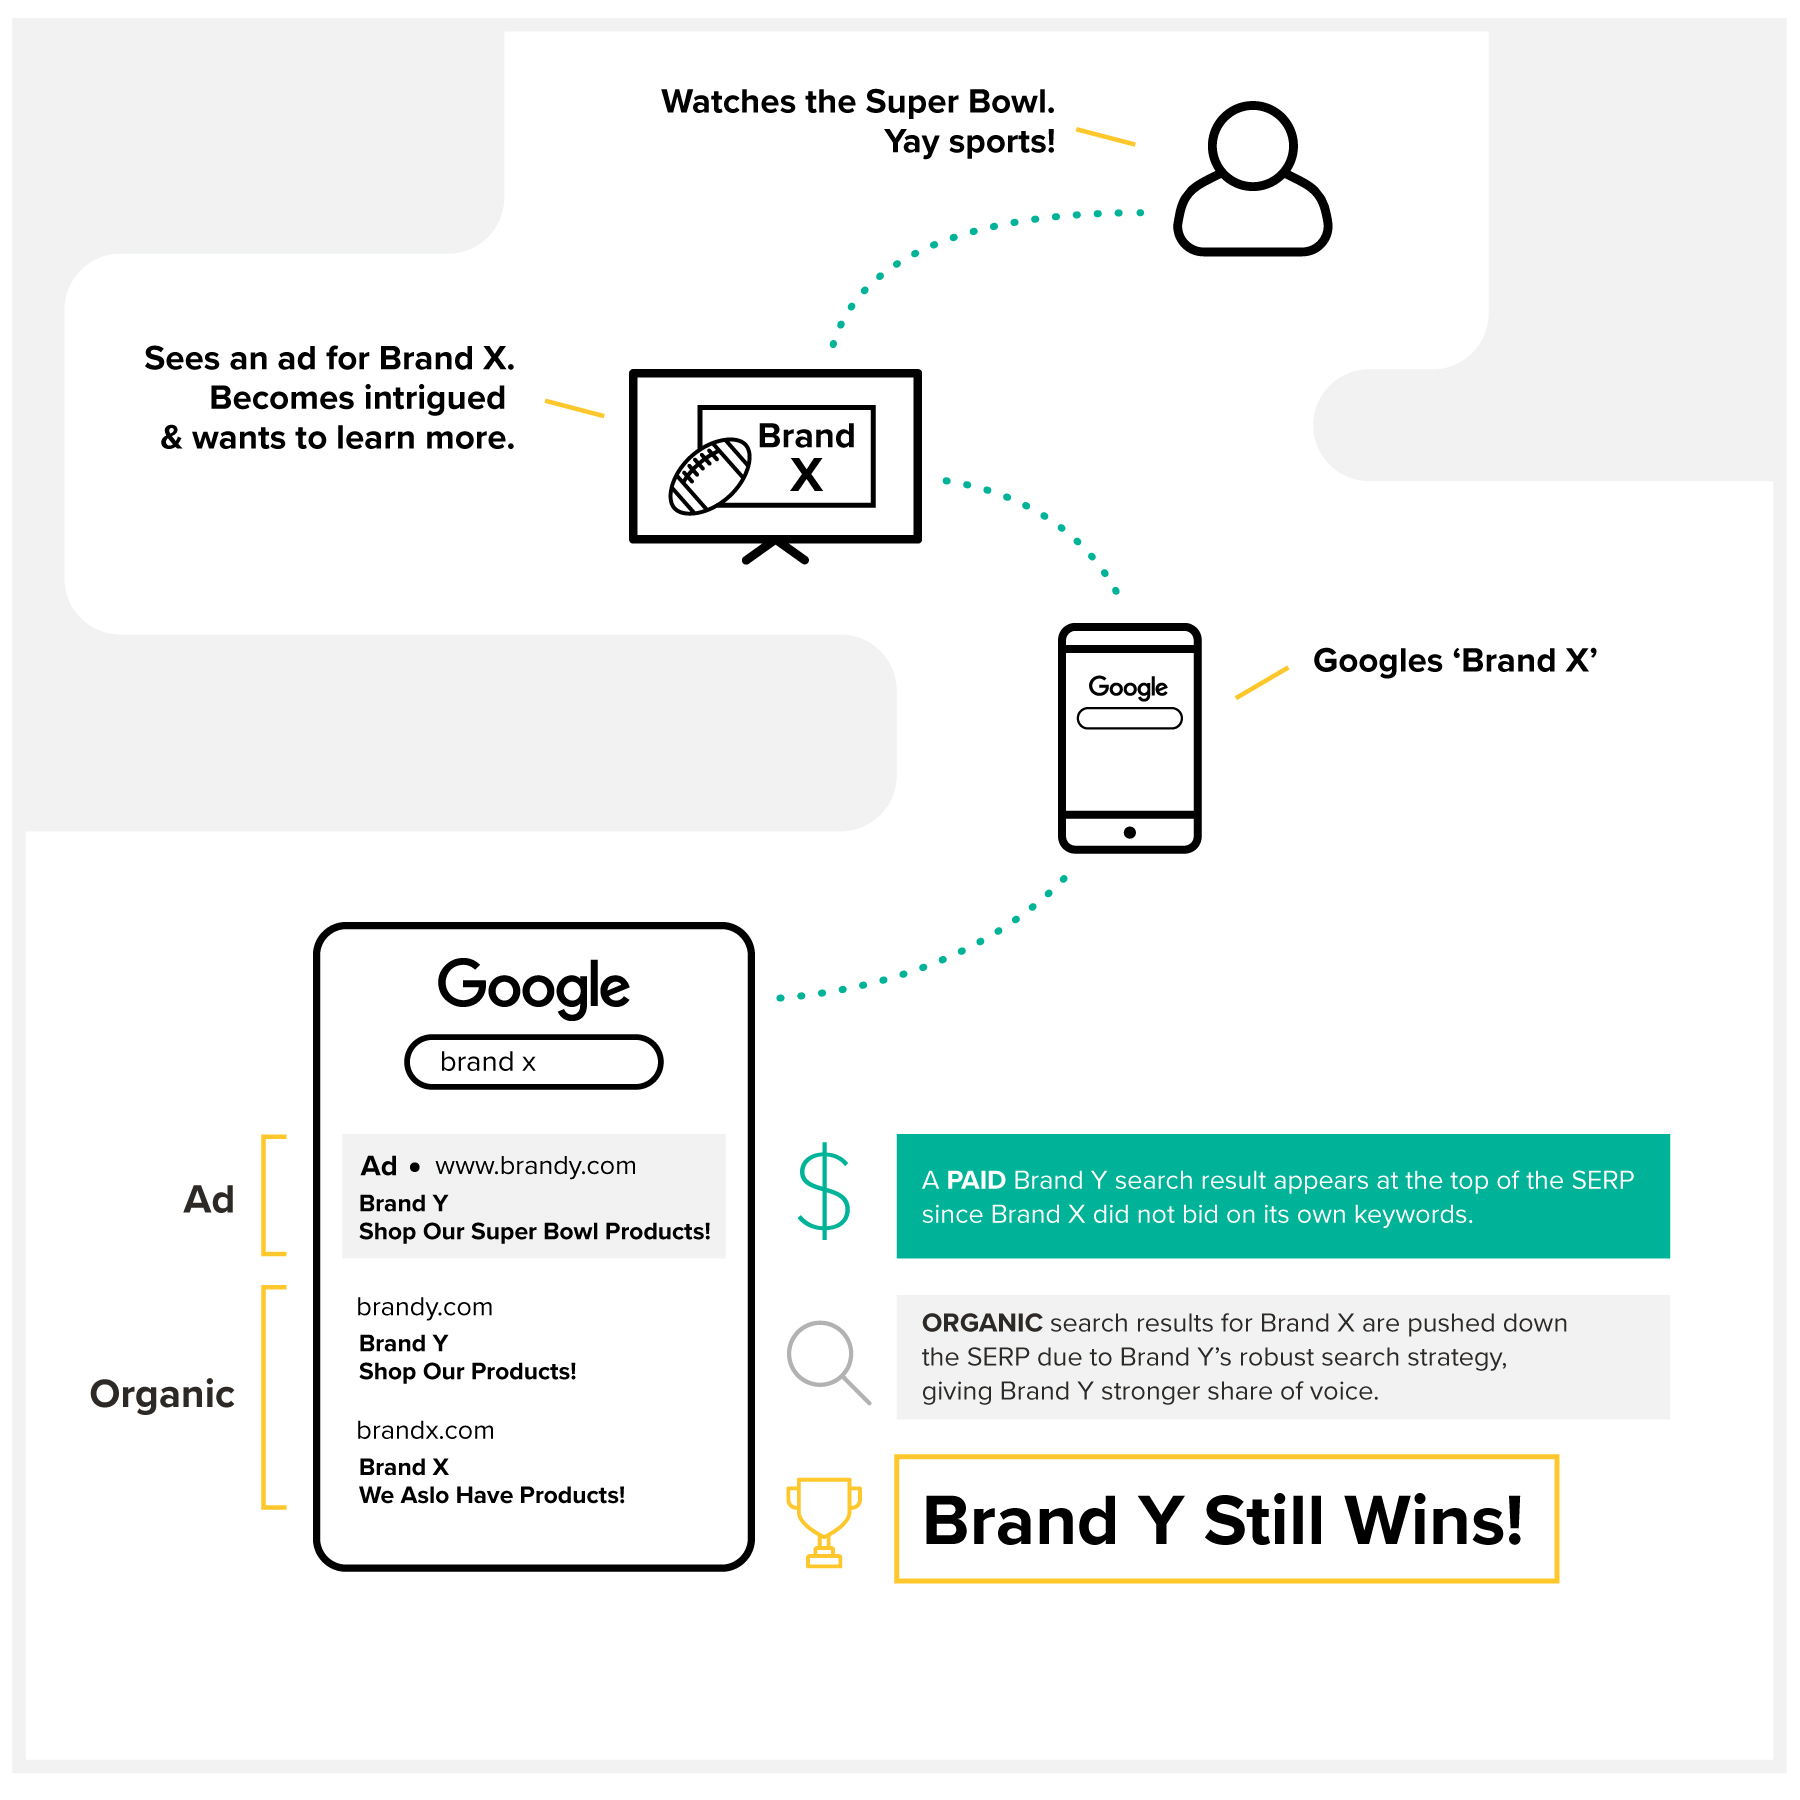 Watches the Super Bowl.
Yay sports!
Sees an ad for Brand X.
Becomes intrigued
& wants to learn more.
Brand
X
Google
Googles ‘Brand X’
Google
brand x
Ad
Ad • www.brandy.com
Brand Y
Shop Our Super Bowl Products!
A PAID Brand Y search result appears at the top of the SERP
since Brand X did not bid on its own keywords.
Organic
brandy.com
Brand Y
Shop Our Products!
brandx.com
Brand X
We Aslo Have Products!
ORGANIC search results for Brand X are pushed down
the SERP due to Brand Y’s robust search strategy,
giving Brand Y stronger share of voice.
Brand Y Still Wins!